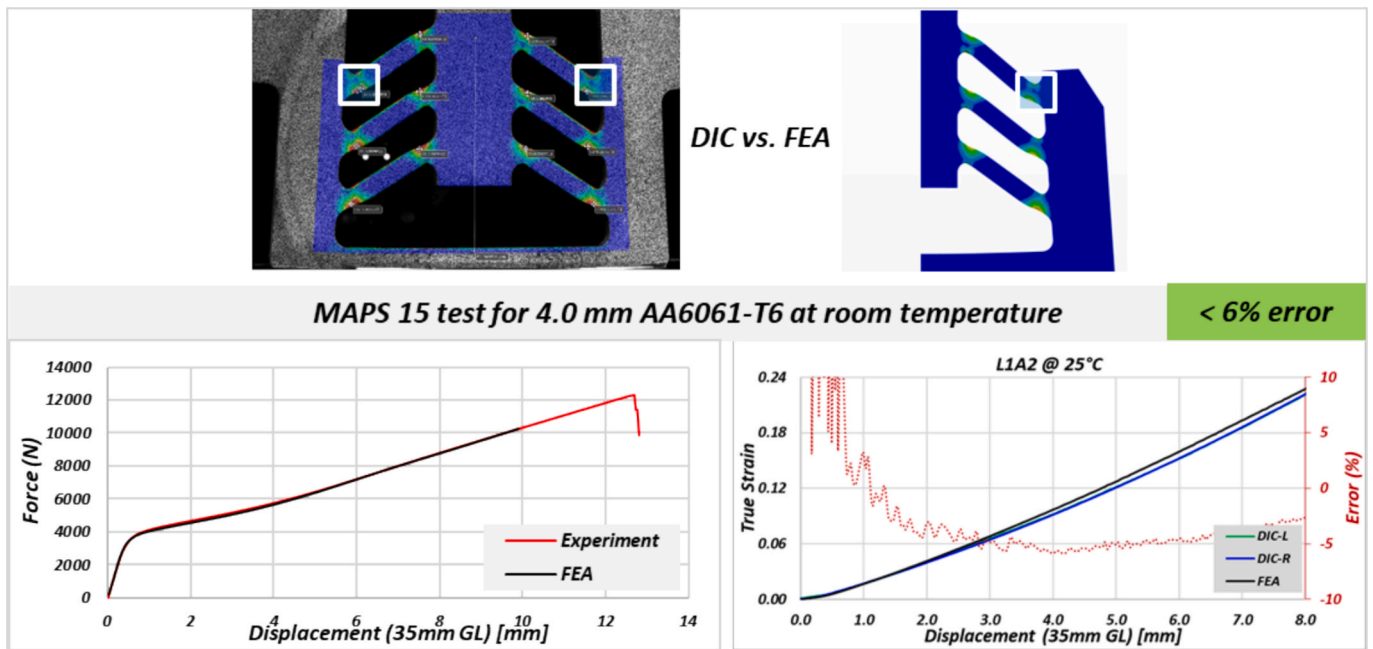 DIC vs. FEA
MAPS 15 test for 4.0 mm AA6061-T6 at room temperature
< 6% error
14000
12000
10000
8000
6000
4000
2000
0
Force (N)
0 2 4 6 8 10 12 14
Displacement (35mm GL) [mm]
Experiment
FEA
L1A2 @ 25°C
0.24
0.18
0.12
0.06
0.00
True Strain
0.0 1.0 2.0 3.0 4.0 5.0 6.0 7.0 8.0
Displacement (35mm GL) [mm]
10
5
0
-5
-10
Error (%)
DIC-L
DIC-R
FEA